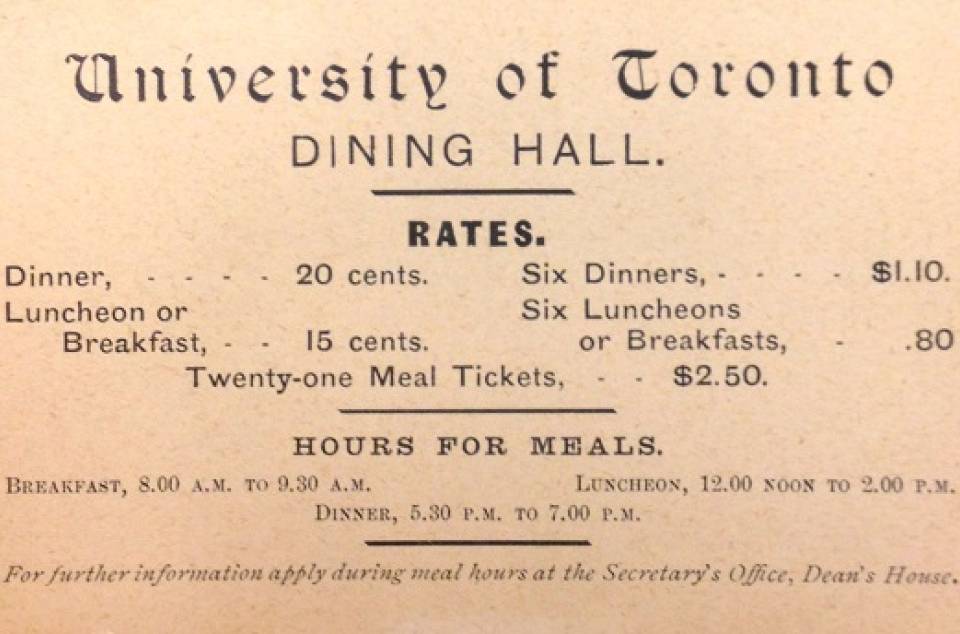 University of Toronto
DINING HALL.
RATES.
Dinner, - - - - 20 cents. Six Dinners, - - - - $1.10.
Luncheon or Six Luncheons
Breakfast, - - 15 cents. or Breakfasts, - .80
Twenty-one Meal Tickets, - - $2.50.
HOURS FOR MEALS.
BREAKFAST, 8.00 A.M. TO 9.30 A.M. LUNCHEON, 12.00 NOON TO 2.00 P.M.
DINNER, 5.30 P.M. TO 7.00 P.M.
For further information apply during meal hours at the Secretary's Office, Dean's House.